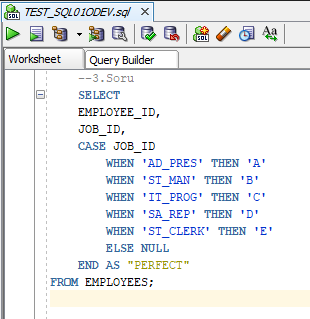 TEST_SQL01ODEV.sql
Worksheet Query Builder
--3.Soru
SELECT
EMPLOYEE_ID,
JOB_ID,
CASE JOB_ID
WHEN 'AD_PRES' THEN 'A'
WHEN 'ST_MAN' THEN 'B'
WHEN 'IT_PROG' THEN 'C'
WHEN 'SA_REP' THEN 'D'
WHEN 'ST_CLERK' THEN 'E'
ELSE NULL
END AS "PERFECT"
FROM EMPLOYEES;